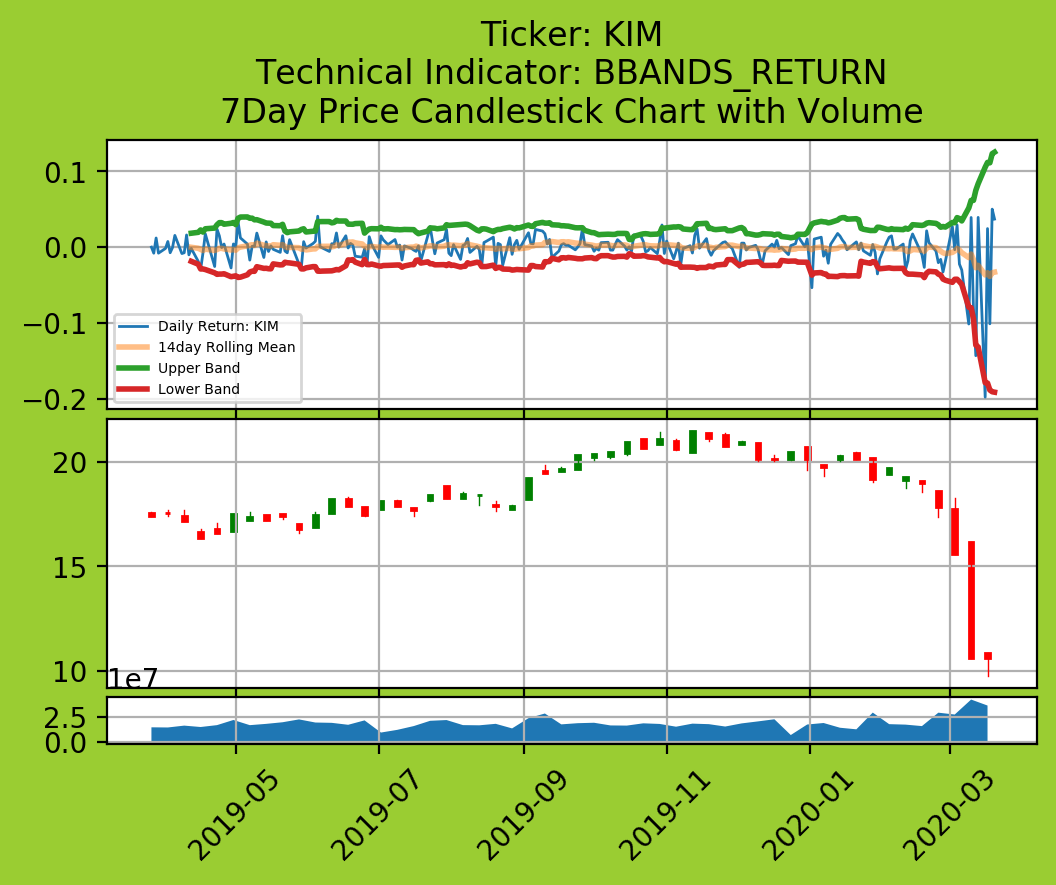 Ticker: KIM
Technical Indicator: BBANDS_RETURN
7Day Price Candlestick Chart with Volume
0.1
0.0
−0.1
−0.2
Daily Return: KIM
14day Rolling Mean
Upper Band
Lower Band
20
15
10
1e7
2.5
0.0
2019-05
2019-07
2019-09
2019-11
2020-01
2020-03